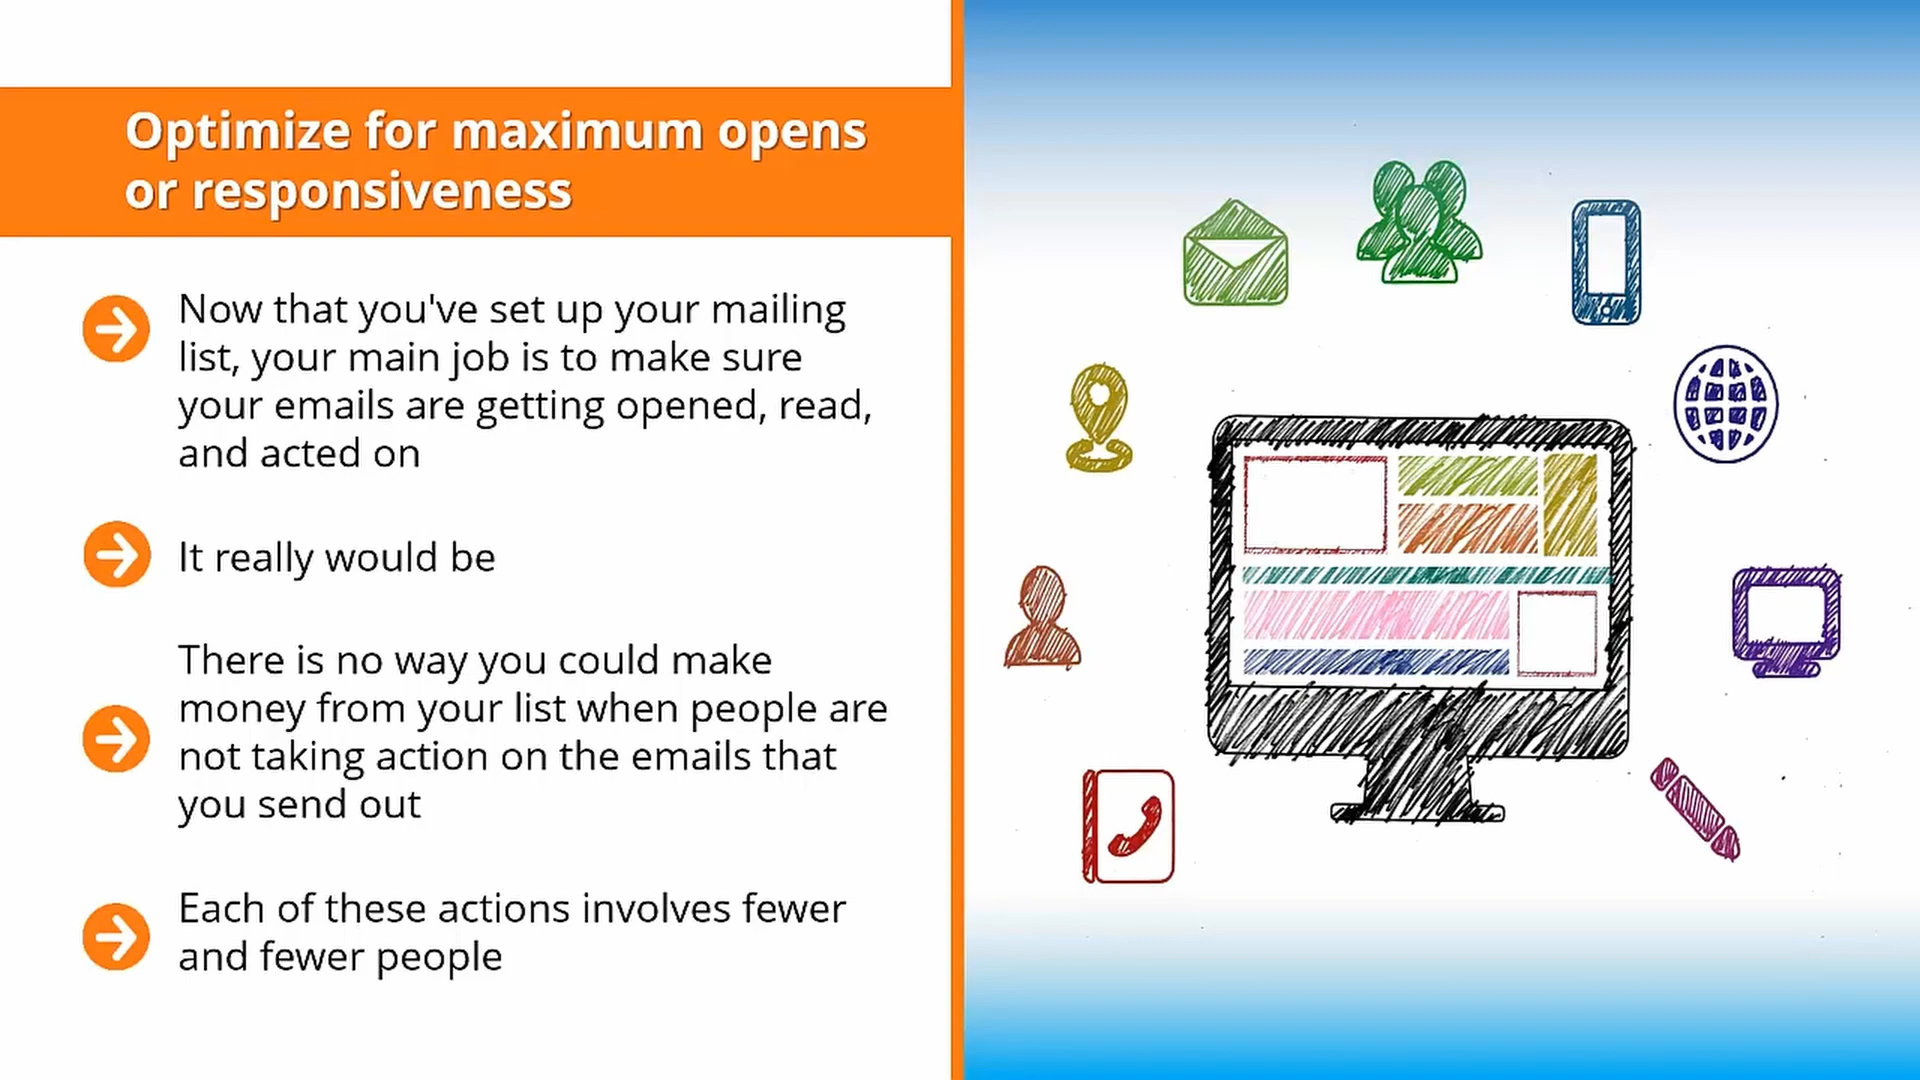 Optimize for maximum opens
or responsiveness
Now that you've set up your mailing
list, your main job is to make sure
your emails are getting opened, read,
and acted on
It really would be
There is no way you could make
money from your list when people are
not taking action on the emails that
you send out
Each of these actions involves fewer
and fewer people